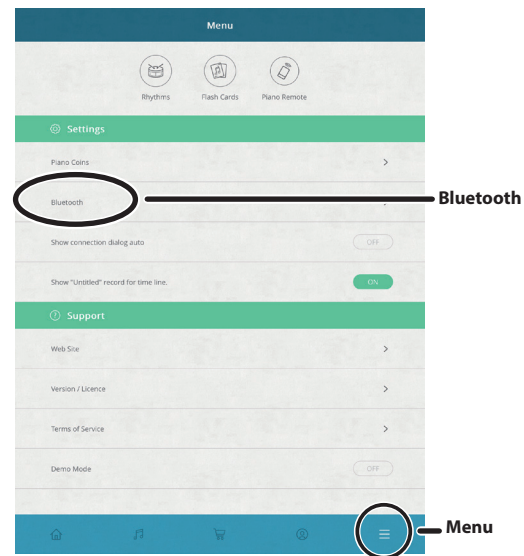 Menu
Rhythms Flash Cards Piano Remote
Settings
Piano Coins
Bluetooth
Bluetooth
Show connection dialog auto OFF
Show "Untitled" record for time line. ON
Support
Web Site
Version / Licence
Terms of Service
Demo Mode OFF
Menu